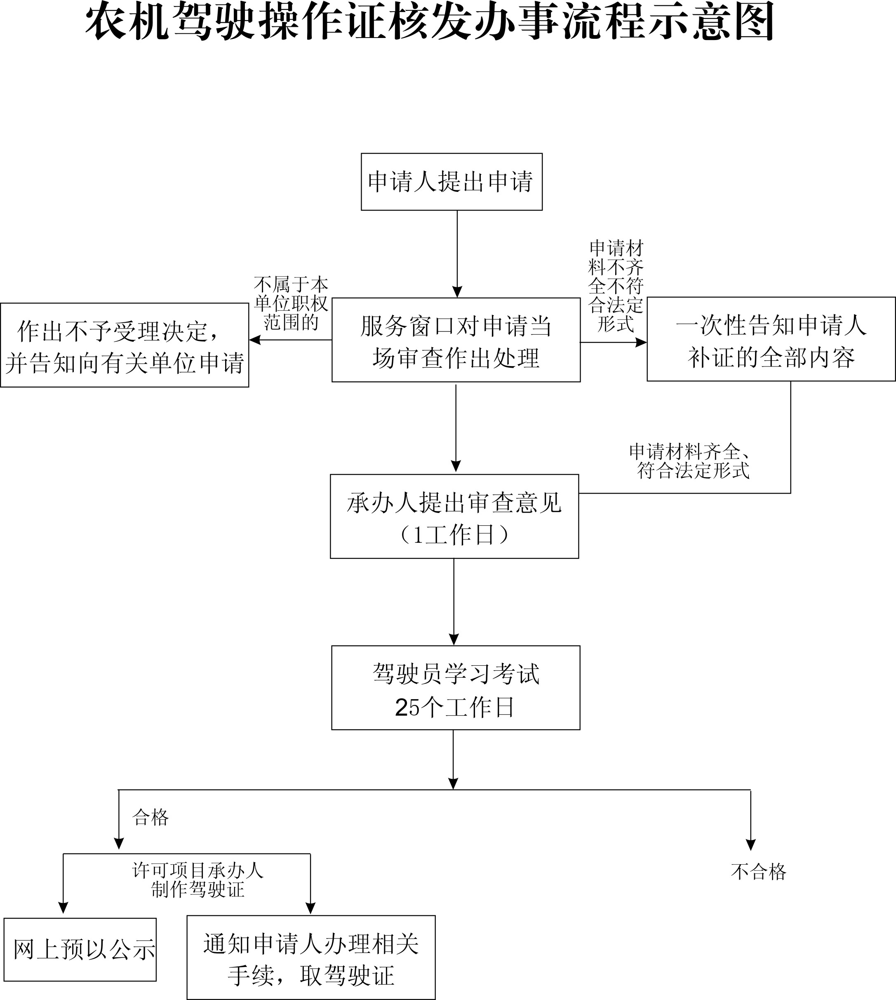 农机驾驶操作证核发办事流程示意图
申请人提出申请
不属于本
单位职权
范围的
申请材
料不齐
全不符
合法定
形式
作出不予受理决定，
并告知向有关单位申请
服务窗口对申请当
场审查作出处理
一次性告知申请人
补证的全部内容
申请材料齐全、
符合法定形式
承办人提出审查意见
（1工作日）
驾驶员学习考试
25个工作日
合格
不合格
许可项目承办人
制作驾驶证
网上预以公示
通知申请人办理相关
手续，取驾驶证